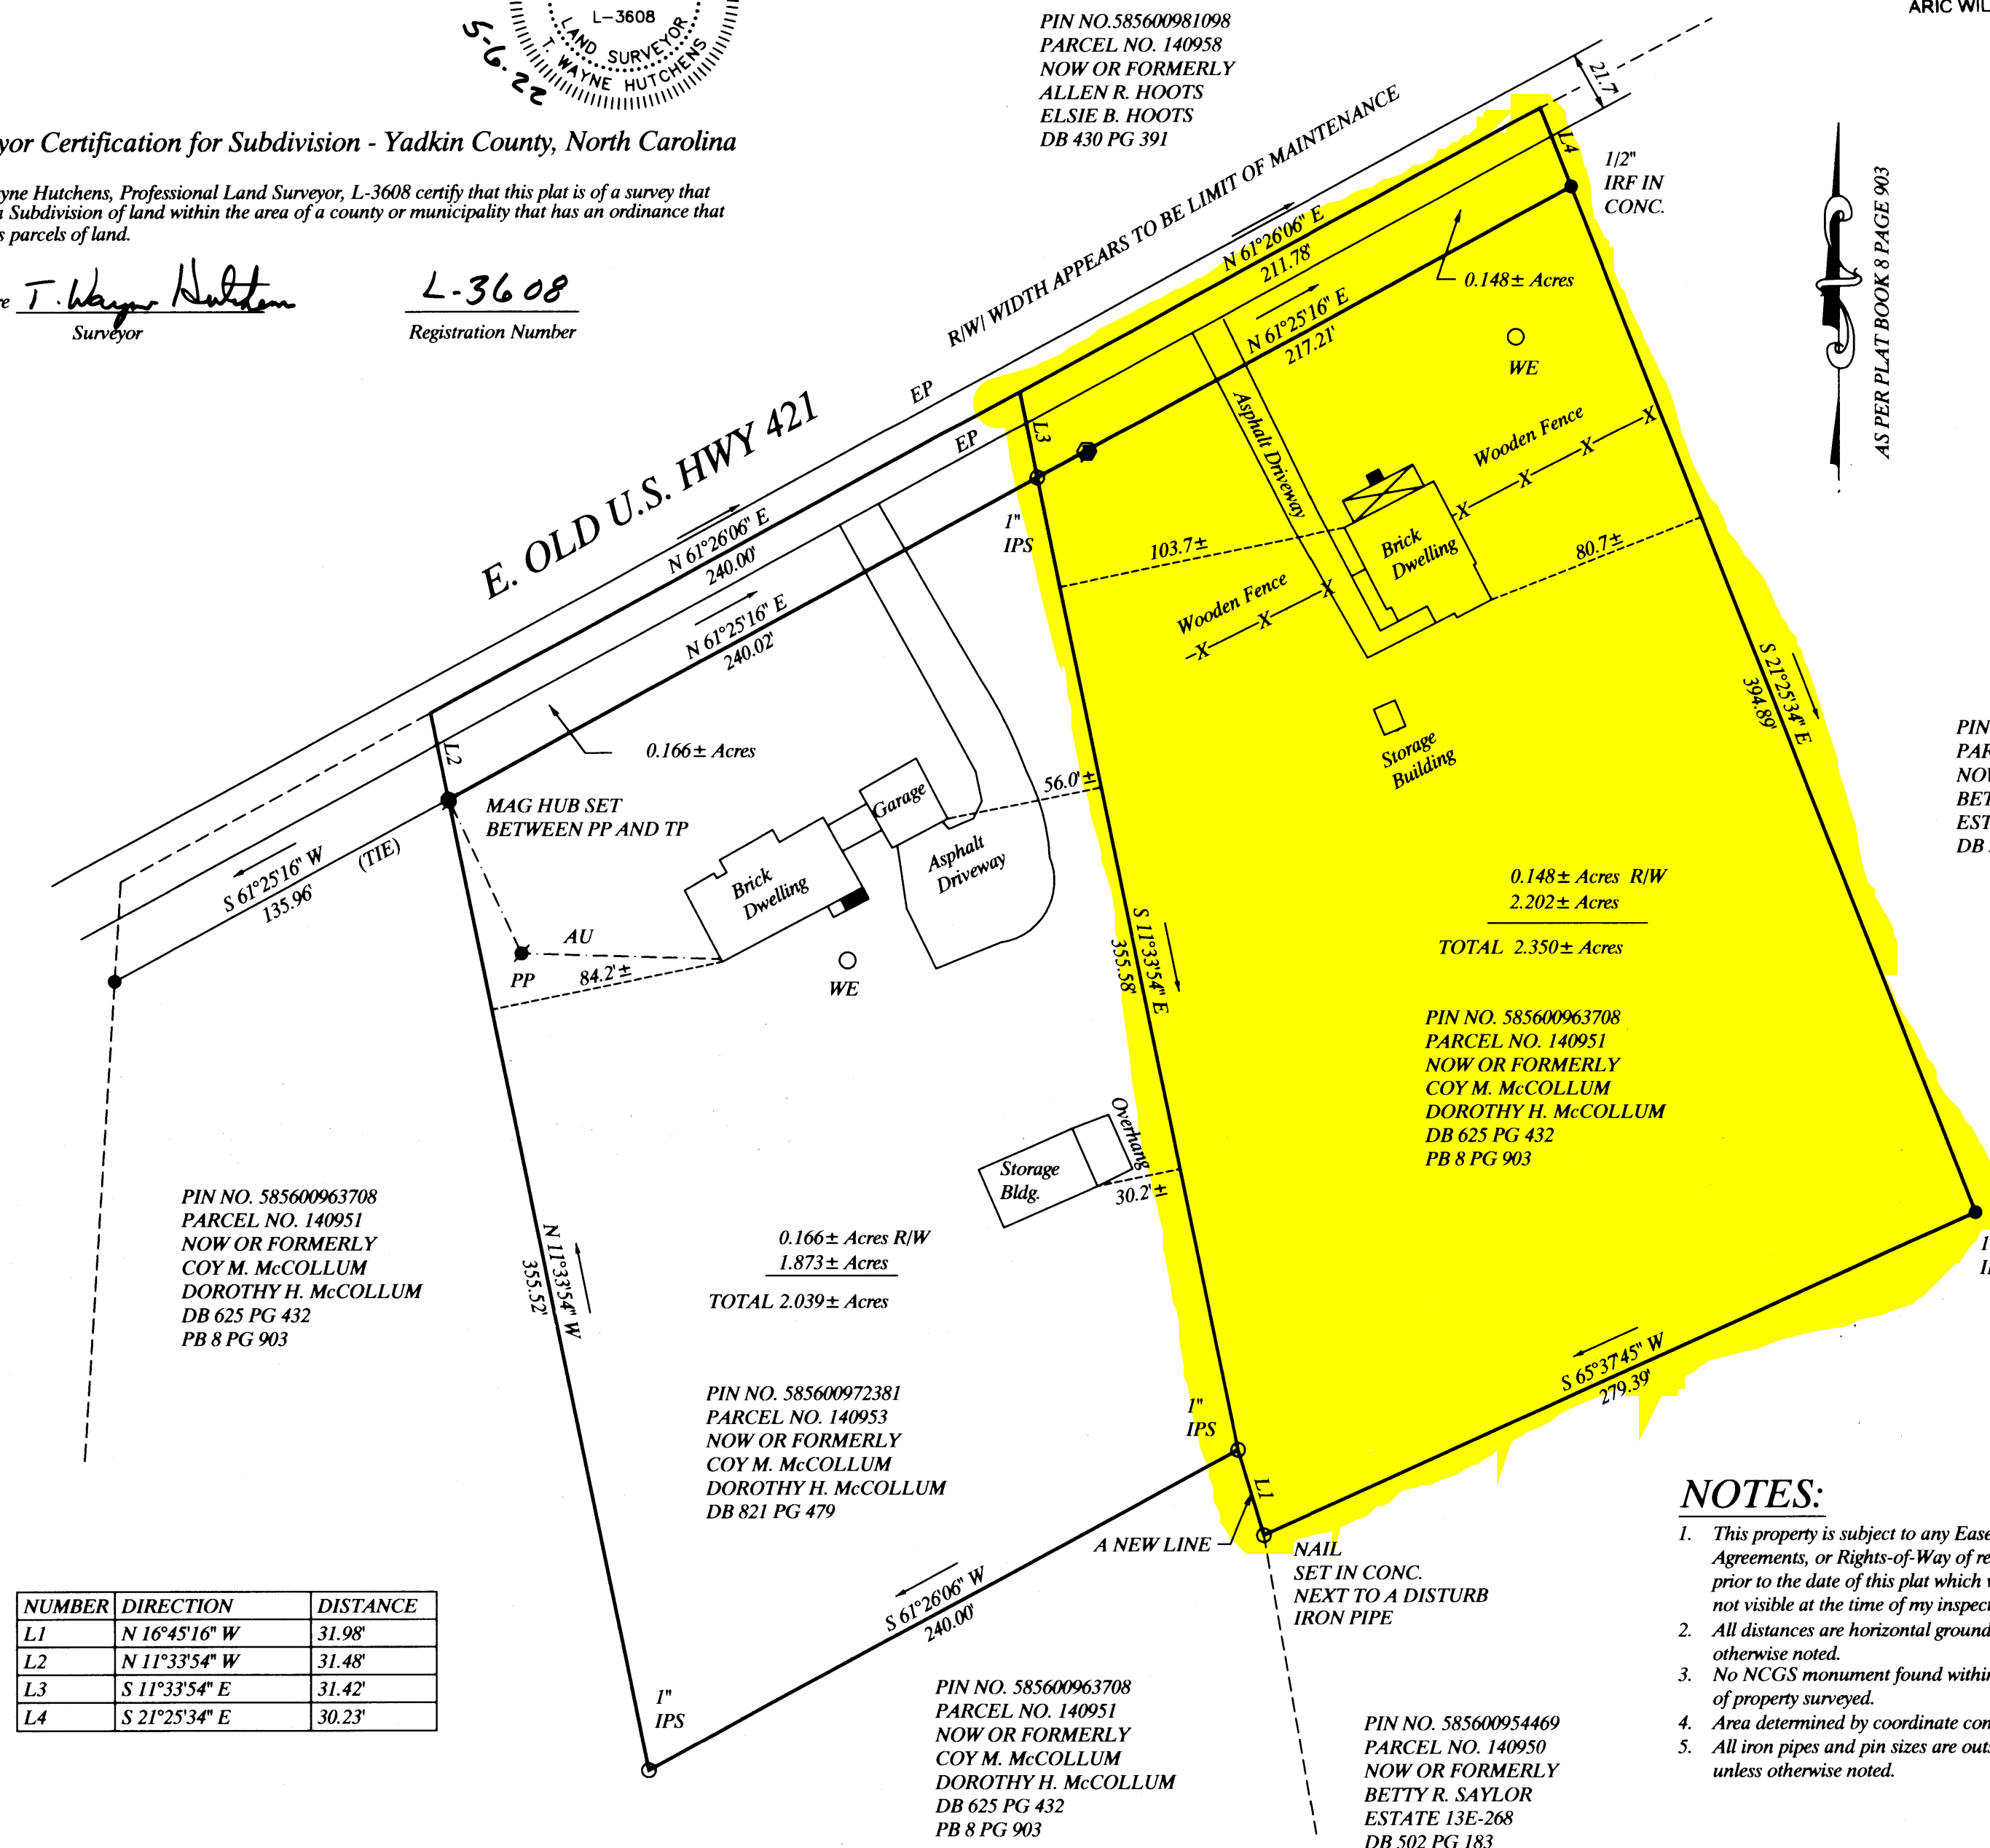 L-3608
LAND SURVEYOR
T. WAYNE HUTCHENS
5-6-22
yor Certification for Subdivision - Yadkin County, North Carolina
yne Hutchens, Professional Land Surveyor, L-3608 certify that this plat is of a survey that
a Subdivision of land within the area of a county or municipality that has an ordinance that
s parcels of land.
re T. Wayne Hutchens
L-3608
Surveyor
Registration Number
PIN NO.585600981098
PARCEL NO. 140958
NOW OR FORMERLY
ALLEN R. HOOTS
ELSIE B. HOOTS
DB 430 PG 391
ARIC WIL
21.7'
R/W/ WIDTH APPEARS TO BE LIMIT OF MAINTENANCE
L4
1/2"
IRF IN
CONC.
AS PER PLAT BOOK 8 PAGE 903
N 61°26'06" E
211.78'
0.148± Acres
N 61°25'16" E
217.21'
WE
EP
EP
E. OLD U.S. HWY 421
L3
1"
IPS
Asphalt Driveway
Wooden Fence
X X X X
103.7±
Brick
Dwelling
80.7±
Wooden Fence
X X X
Storage
Building
S 21°25'34" E
394.89'
N 61°26'06" E
240.00'
N 61°25'16" E
240.02'
L2
0.166± Acres
MAG HUB SET
BETWEEN PP AND TP
(TIE)
S 61°25'16" W
135.96'
56.0'±
Garage
Asphalt
Driveway
Brick
Dwelling
AU
PP
84.2'±
WE
S 11°33'54" E
355.58'
0.148± Acres R/W
2.202± Acres
TOTAL 2.350± Acres
PIN NO. 585600963708
PARCEL NO. 140951
NOW OR FORMERLY
COY M. McCOLLUM
DOROTHY H. McCOLLUM
DB 625 PG 432
PB 8 PG 903
PIN
PAR
NOW
BET
EST
DB
Overhang
Storage
Bldg.
30.2'±
PIN NO. 585600963708
PARCEL NO. 140951
NOW OR FORMERLY
COY M. McCOLLUM
DOROTHY H. McCOLLUM
DB 625 PG 432
PB 8 PG 903
N 11°33'54" W
355.52'
0.166± Acres R/W
1.873± Acres
TOTAL 2.039± Acres
PIN NO. 585600972381
PARCEL NO. 140953
NOW OR FORMERLY
COY M. McCOLLUM
DOROTHY H. McCOLLUM
DB 821 PG 479
1"
IPS
S 65°37'45" W
279.39'
L1
A NEW LINE
NAIL
SET IN CONC.
NEXT TO A DISTURB
IRON PIPE
S 61°26'06" W
240.00'
1"
IPS
NUMBER DIRECTION DISTANCE
L1 N 16°45'16" W 31.98'
L2 N 11°33'54" W 31.48'
L3 S 11°33'54" E 31.42'
L4 S 21°25'34" E 30.23'
PIN NO. 585600963708
PARCEL NO. 140951
NOW OR FORMERLY
COY M. McCOLLUM
DOROTHY H. McCOLLUM
DB 625 PG 432
PB 8 PG 903
PIN NO. 585600954469
PARCEL NO. 140950
NOW OR FORMERLY
BETTY R. SAYLOR
ESTATE 13E-268
DB 502 PG 183
NOTES:
1. This property is subject to any Ease
Agreements, or Rights-of-Way of re
prior to the date of this plat which w
not visible at the time of my inspect
2. All distances are horizontal ground
otherwise noted.
3. No NCGS monument found within
of property surveyed.
4. Area determined by coordinate con
5. All iron pipes and pin sizes are outs
unless otherwise noted.